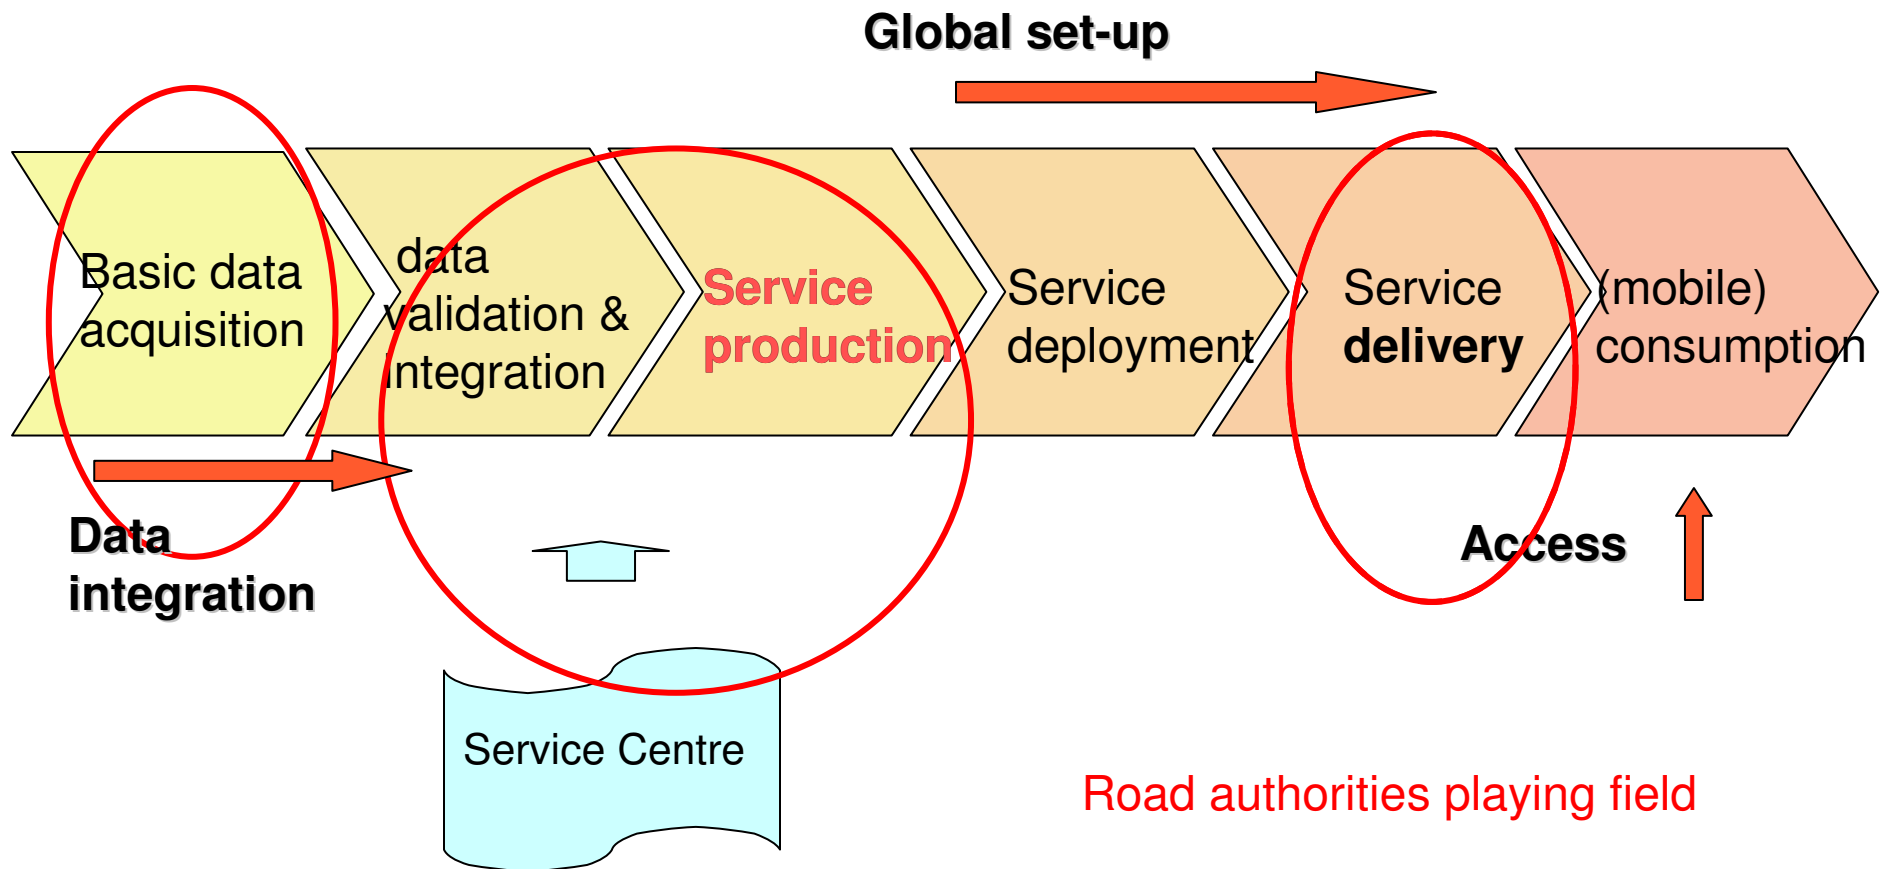 Global set-up
Basic data
acquisition
data
validation &
integration
Service
production
Service
deployment
Service
delivery
(mobile)
consumption
Data
integration
Access
Service Centre
Road authorities playing field